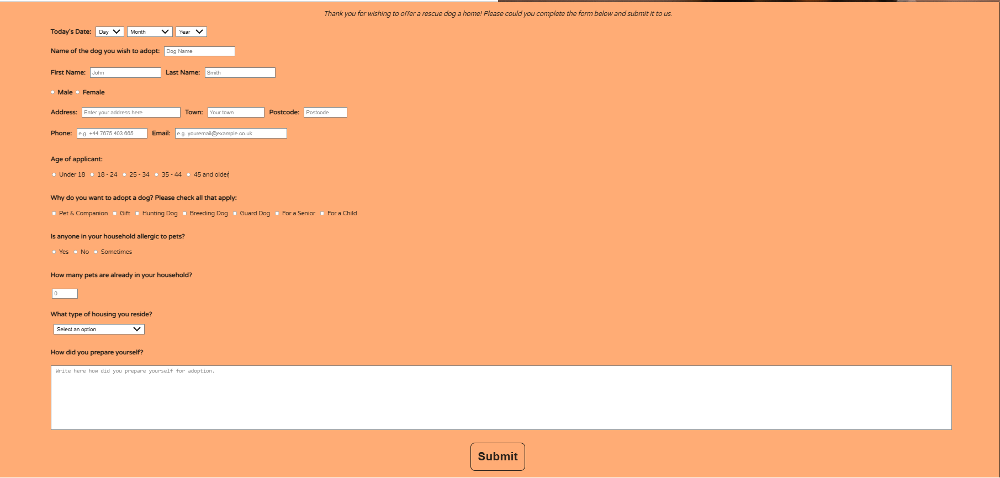 Thank you for wishing to offer a rescue dog a home! Please could you complete the form below and submit it to us.
Today's Date: Day Month Year
Name of the dog you wish to adopt: Dog Name
First Name: John Last Name: Smith
Male Female
Address: Enter your address here Town: Your town Postcode: Postcode
Phone: e.g. +44 7675 403 665 Email: e.g. youremail@example.co.uk
Age of applicant:
Under 18 18 - 24 25 - 34 35 - 44 45 and older
Why do you want to adopt a dog? Please check all that apply:
Pet & Companion Gift Hunting Dog Breeding Dog Guard Dog For a Senior For a Child
Is anyone in your household allergic to pets?
Yes No Sometimes
How many pets are already in your household?
0
What type of housing you reside?
Select an option
How did you prepare yourself?
Write here how did you prepare yourself for adoption.
Submit